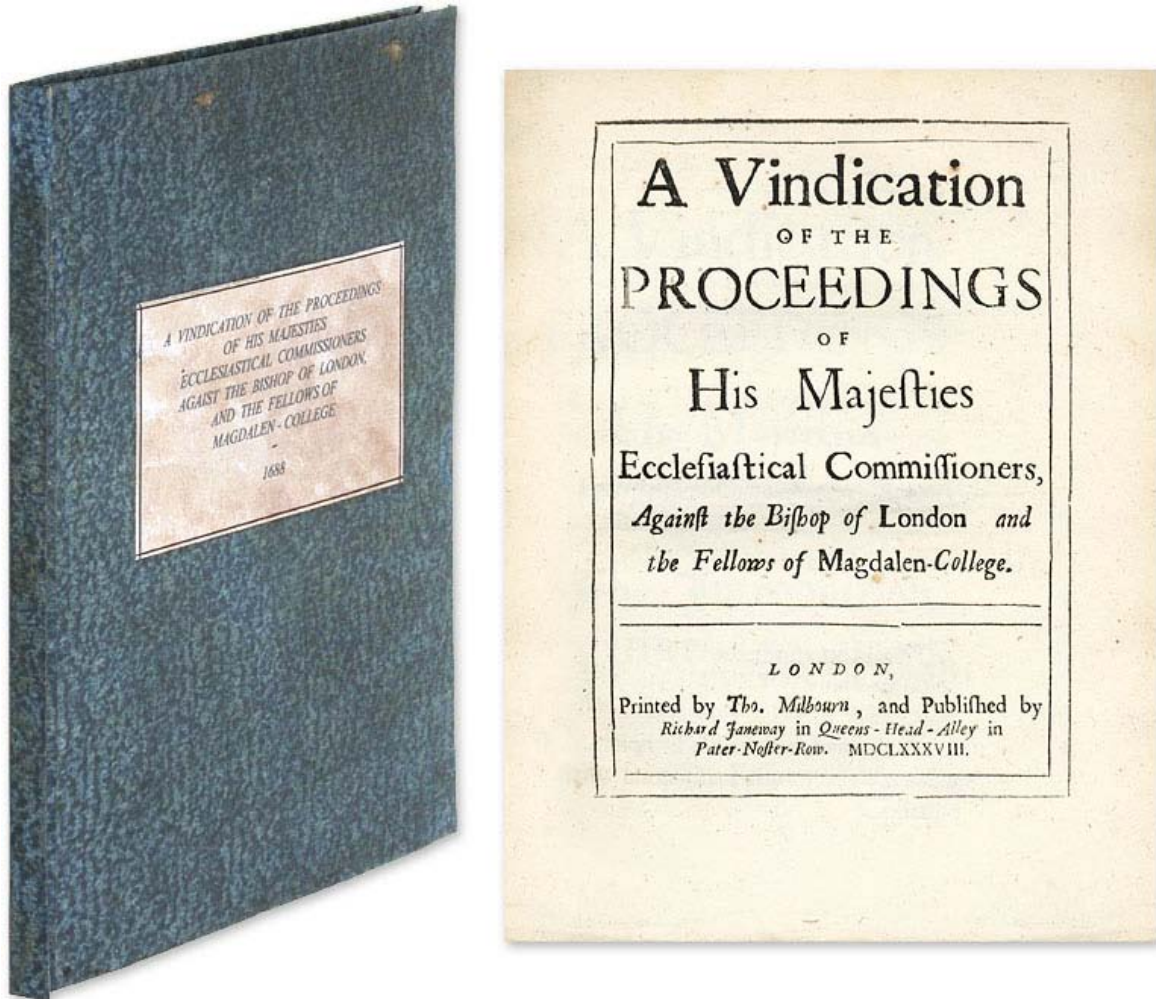 A VINDICATION OF THE PROCEEDINGS
OF HIS MAJESTIES
ECCLESIASTICAL COMMISSIONERS
AGAIST THE BISHOP OF LONDON,
AND THE FELLOWS OF
MAGDALEN - COLLEGE
-
1688
A Vindication
OF THE
PROCEEDINGS
OF
His Majeſties
Eccleſiaſtical Commiſſioners,
Againſt the Biſhop of London and
the Fellows of Magdalen-College.
LONDON,
Printed by Tho. Milbourn, and Publiſhed by
Richard Janeway in Queens-Head-Alley in
Pater-Noſter-Row. MDCLXXXVIII.